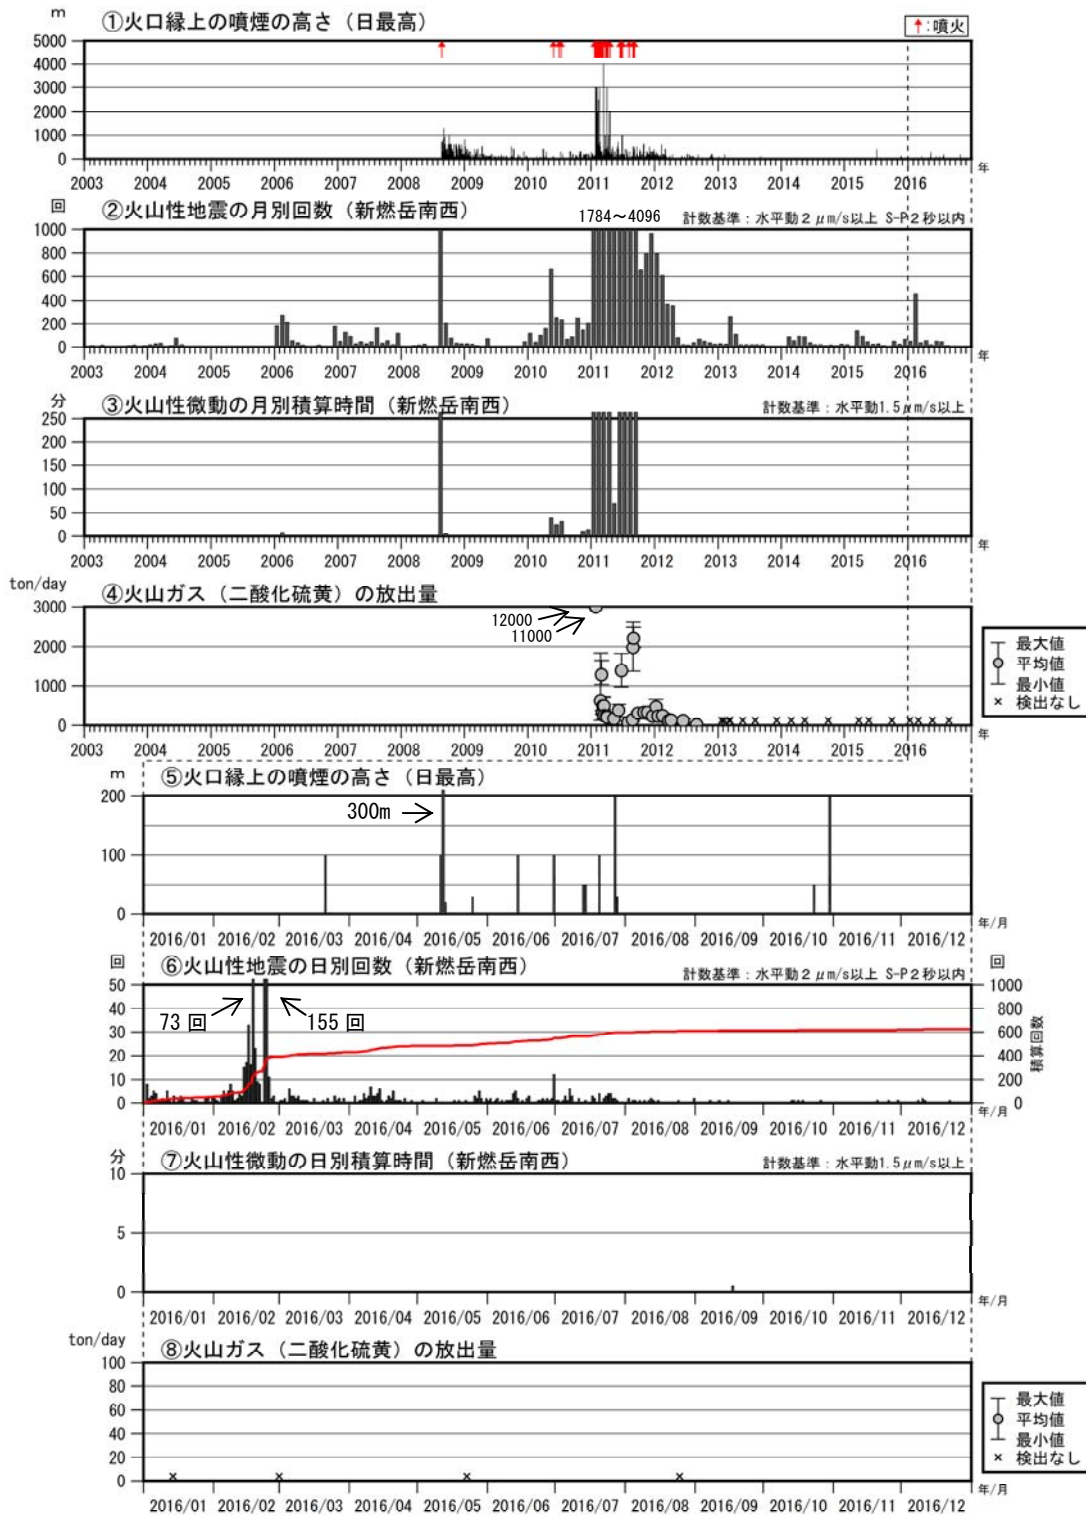 m
①火口縁上の噴煙の高さ（日最高）
↑:噴火
5000
4000
3000
2000
1000
0
2003 2004 2005 2006 2007 2008 2009 2010 2011 2012 2013 2014 2015 2016 年
回
②火山性地震の月別回数（新燃岳南西）
1784～4096
計数基準：水平動2μm/s以上 S-P2秒以内
1000
800
600
400
200
0
2003 2004 2005 2006 2007 2008 2009 2010 2011 2012 2013 2014 2015 2016 年
分
③火山性微動の月別積算時間（新燃岳南西）
計数基準：水平動1.5μm/s以上
250
200
150
100
50
0
2003 2004 2005 2006 2007 2008 2009 2010 2011 2012 2013 2014 2015 2016 年
ton/day
④火山ガス（二酸化硫黄）の放出量
3000
2000
1000
0
12000
11000
最大値
平均値
最小値
× 検出なし
2003 2004 2005 2006 2007 2008 2009 2010 2011 2012 2013 2014 2015 2016 年
m
⑤火口縁上の噴煙の高さ（日最高）
200
100
0
300m
2016/01 2016/02 2016/03 2016/04 2016/05 2016/06 2016/07 2016/08 2016/09 2016/10 2016/11 2016/12 年/月
回
⑥火山性地震の日別回数（新燃岳南西）
計数基準：水平動2μm/s以上 S-P2秒以内
回
50
40
30
20
10
0
73 回
155 回
1000
800
600
400
200
0
積算回数
2016/01 2016/02 2016/03 2016/04 2016/05 2016/06 2016/07 2016/08 2016/09 2016/10 2016/11 2016/12 年/月
分
⑦火山性微動の日別積算時間（新燃岳南西）
計数基準：水平動1.5μm/s以上
10
5
0
2016/01 2016/02 2016/03 2016/04 2016/05 2016/06 2016/07 2016/08 2016/09 2016/10 2016/11 2016/12 年/月
ton/day
⑧火山ガス（二酸化硫黄）の放出量
100
80
60
40
20
0
最大値
平均値
最小値
× 検出なし
2016/01 2016/02 2016/03 2016/04 2016/05 2016/06 2016/07 2016/08 2016/09 2016/10 2016/11 2016/12 年/月